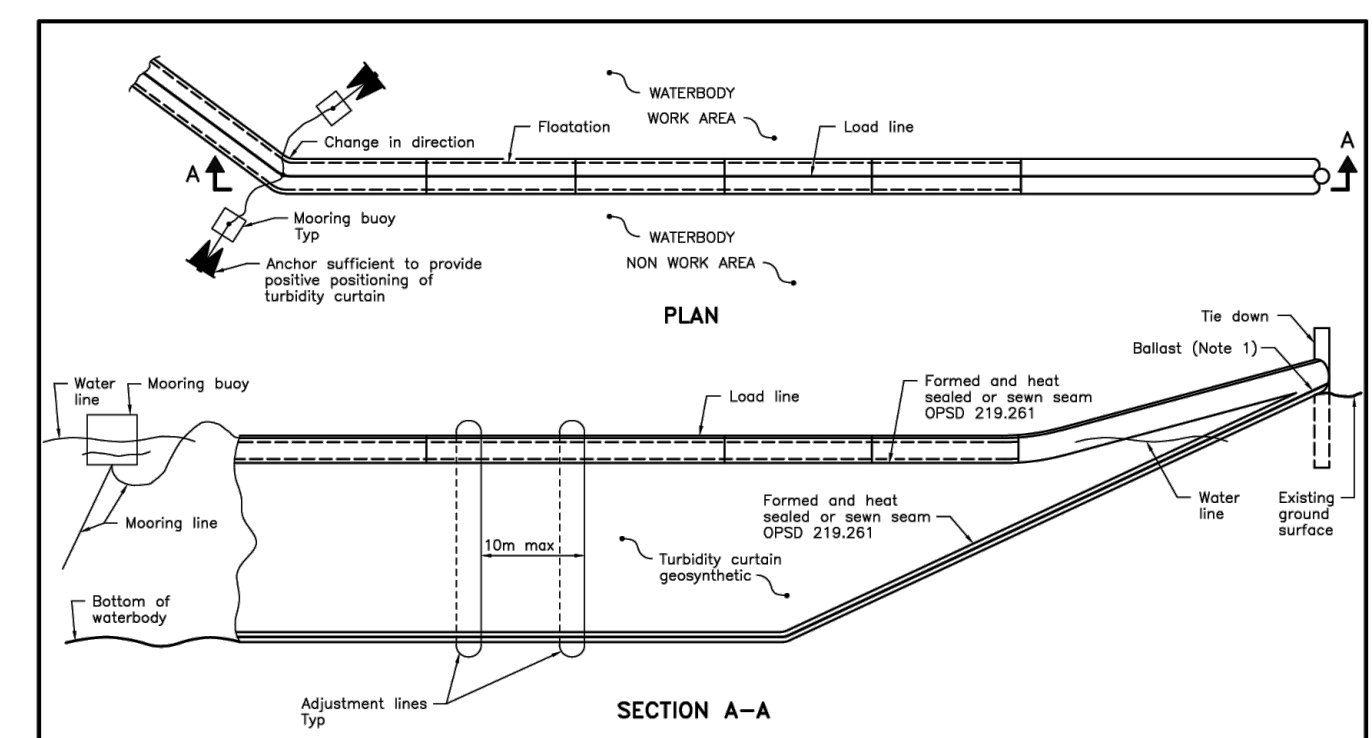 WATERBODY
WORK AREA
Floatation
Load line
Change in direction
A
A
Mooring buoy
Typ
WATERBODY
NON WORK AREA
Anchor sufficient to provide
positive positioning of
turbidity curtain
PLAN
Tie down
Ballast (Note 1)
Water
line
Mooring buoy
Load line
Formed and heat
sealed or sewn seam
OPSD 219.261
Mooring line
10m max
Formed and heat
sealed or sewn seam
OPSD 219.261
Water
line
Existing
ground
surface
Turbidity curtain
geosynthetic
Bottom of
waterbody
Adjustment lines
Typ
SECTION A-A